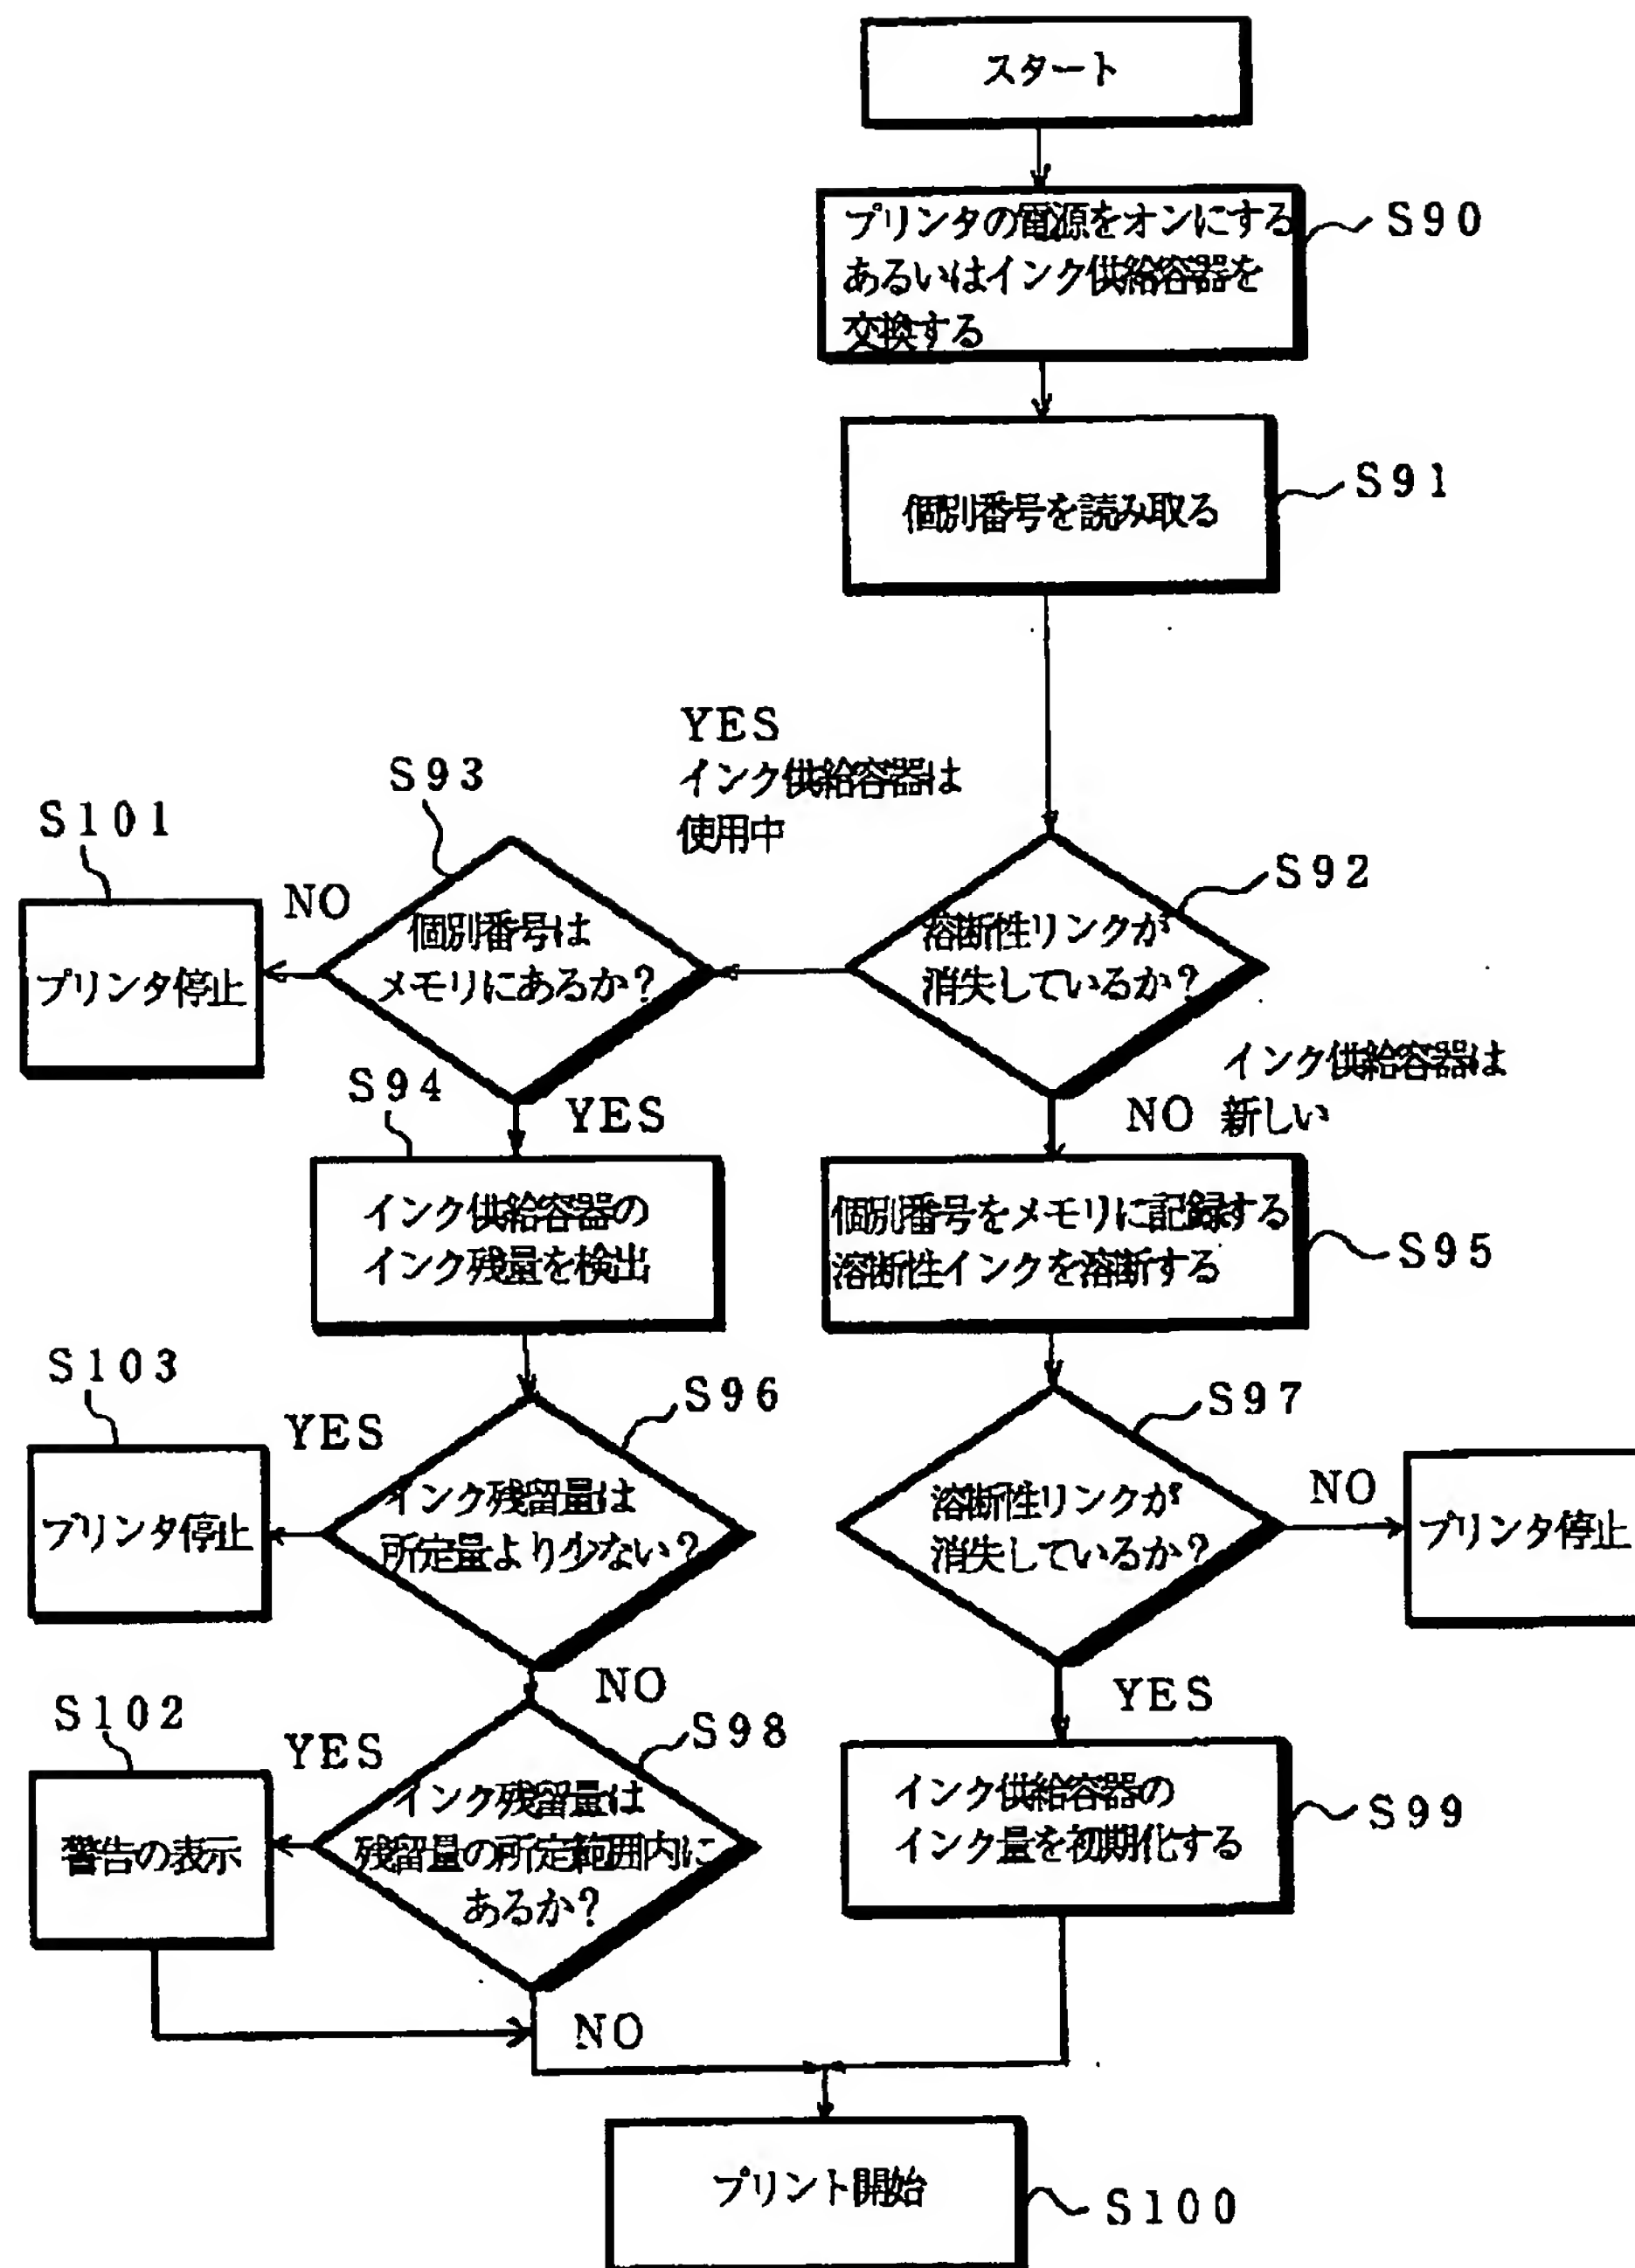 スタート
プリンタの電源をオンにする
あるいはインク供給容器を
交換する
S90
個別番号を読み取る
S91
YES
インク供給容器は
使用中
S93
S101
NO
個別番号は
メモリにあるか?
プリンタ停止
S92
溶断性リンクが
消失しているか?
インク供給容器は
NO 新しい
S94
YES
インク供給容器の
インク残量を検出
個別番号をメモリに記録する
溶断性インクを溶断する
S95
S103
YES
S96
インク残留量は
所定量より少ない?
プリンタ停止
S97
溶断性リンクが
消失しているか?
NO
プリンタ停止
NO
YES
S102
YES
S98
インク残留量は
残留量の所定範囲内に
あるか?
警告の表示
インク供給容器の
インク量を初期化する
S99
NO
プリント開始
S100